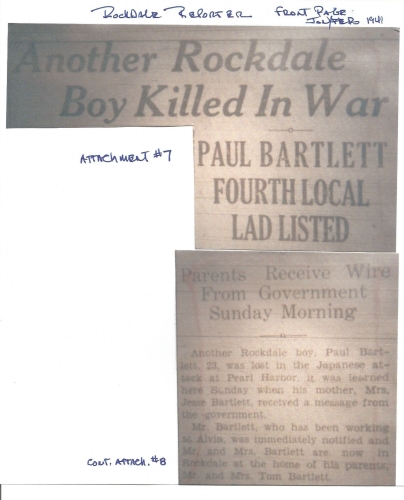 ROCKDALE REPORTER FRONT PAGE
JAN/FEB 1941
Another Rockdale
Boy Killed In War
ATTACHMENT #7
PAUL BARTLETT
FOURTH LOCAL
LAD LISTED
Parents Receive Wire
From Government
Sunday Morning
Another Rockdale boy, Paul Bart-
lett, 23, was lost in the Japanese at-
tack at Pearl Harbor, it was learned
here Sunday when his mother, Mrs.
Jesse Bartlett, received a message from
the government.
Mr. Bartlett, who has been working
at Alvin, was immediately notified and
Mr. and Mrs. Bartlett are now in
Rockdale at the home of his parents,
Mr. and Mrs. Tom Bartlett.
CONT. ATTACH. #8